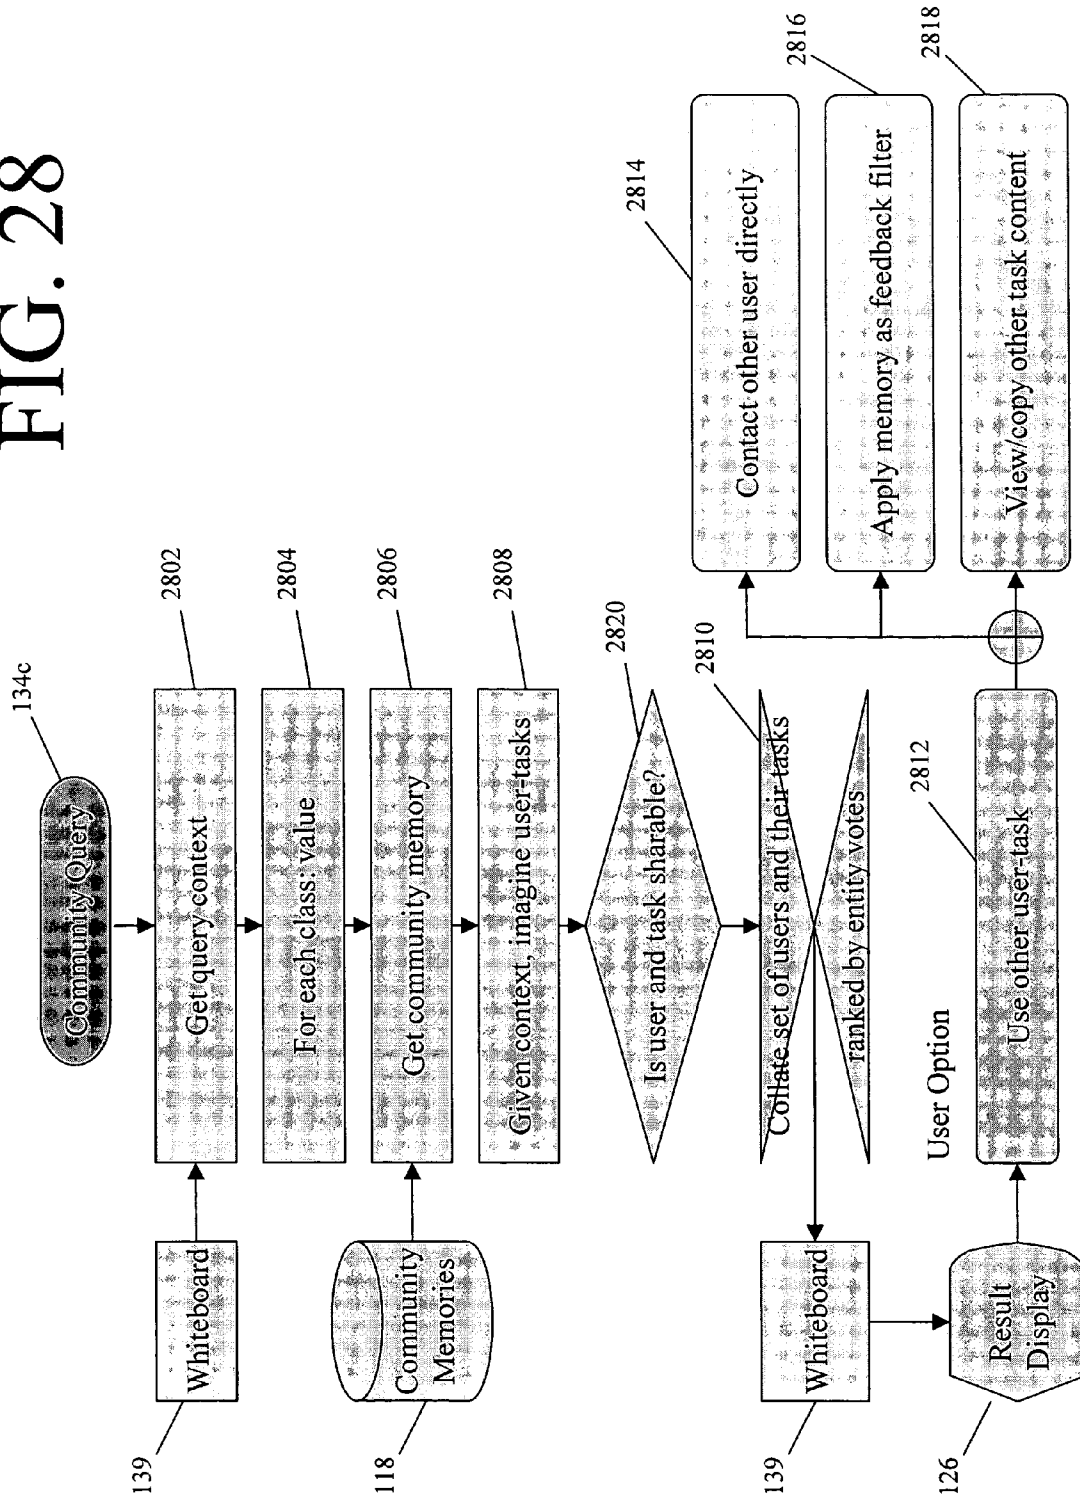 FIG. 28
134c
Community Query
139
Whiteboard
Get query context
2802
For each class: value
2804
118
Community
Memories
Get community memory
2806
Given context, imagine user-tasks
2808
Is user and task sharable?
2820
Collate set of users and their tasks
ranked by entity votes
2810
139
Whiteboard
126
Result
Display
User Option
Use other user-task
2812
Contact other user directly
2814
Apply memory as feedback filter
2816
View/copy other task content
2818